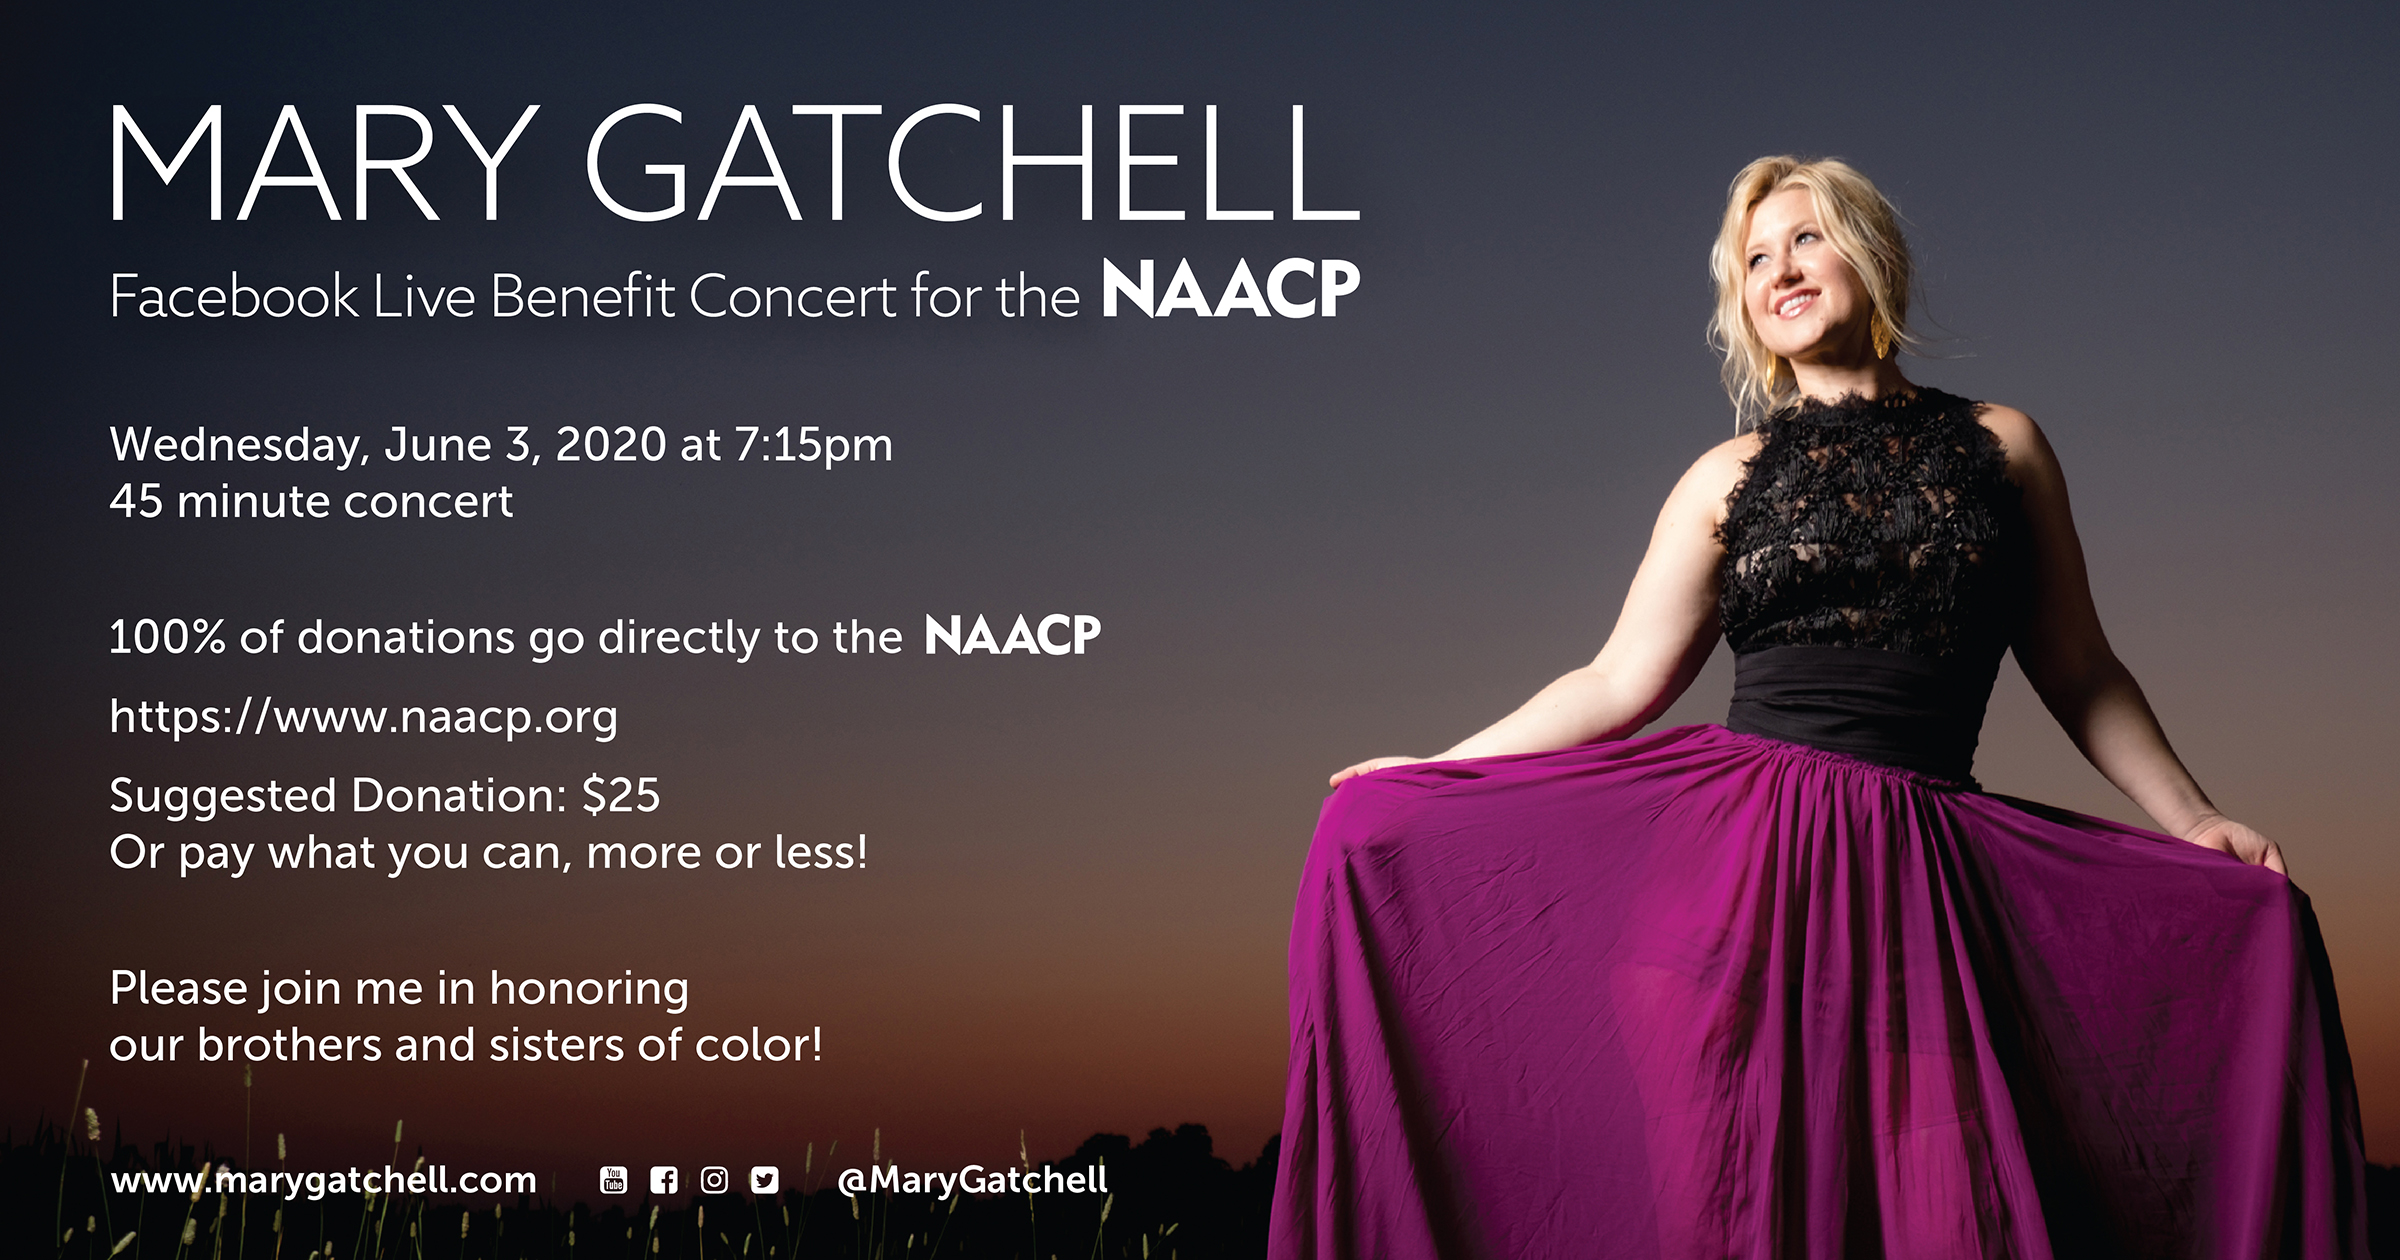 MARY GATCHELL
Facebook Live Benefit Concert for the NAACP
Wednesday, June 3, 2020 at 7:15pm
45 minute concert
100% of donations go directly to the NAACP
https://www.naacp.org
Suggested Donation: $25
Or pay what you can, more or less!
Please join me in honoring
our brothers and sisters of color!
www.marygatchell.com You Tube @MaryGatchell